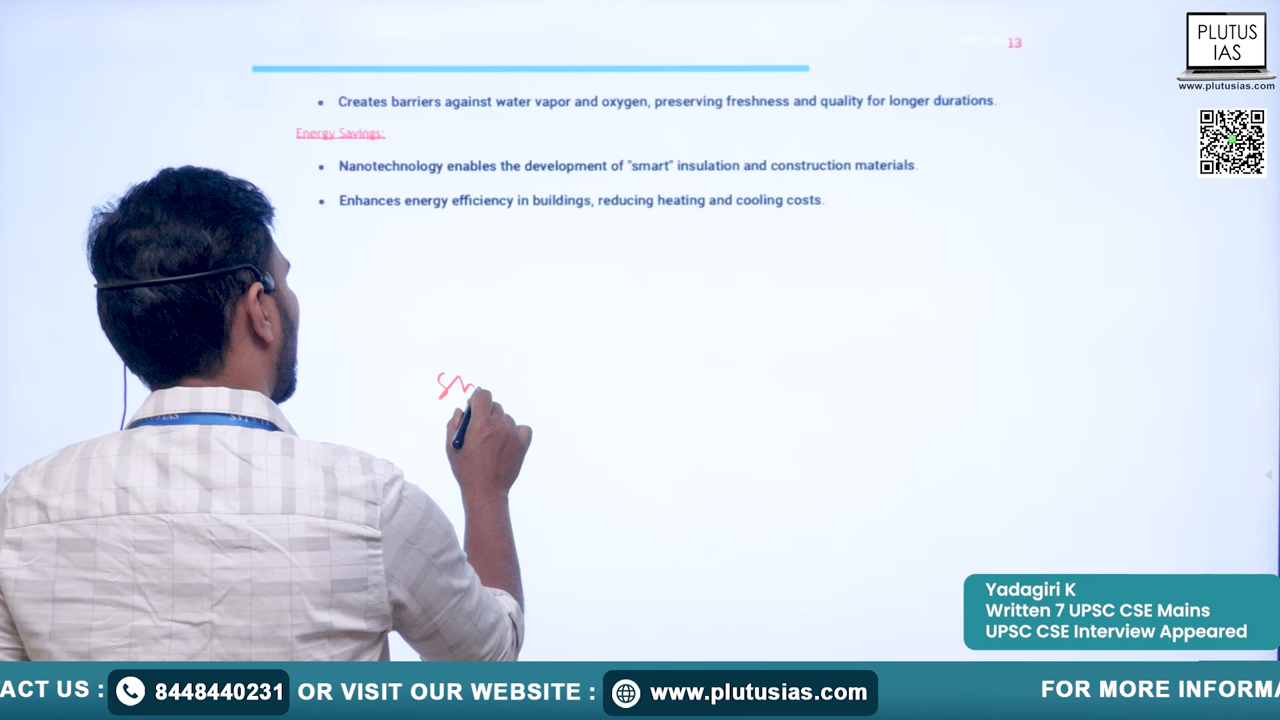 13
PLUTUS
IAS
www.plutusias.com
• Creates barriers against water vapor and oxygen, preserving freshness and quality for longer durations.
Energy Savings:
• Nanotechnology enables the development of "smart" insulation and construction materials.
• Enhances energy efficiency in buildings, reducing heating and cooling costs.
Yadagiri K
Written 7 UPSC CSE Mains
UPSC CSE Interview Appeared
TACT US : 8448440231 OR VISIT OUR WEBSITE : www.plutusias.com FOR MORE INFORMA